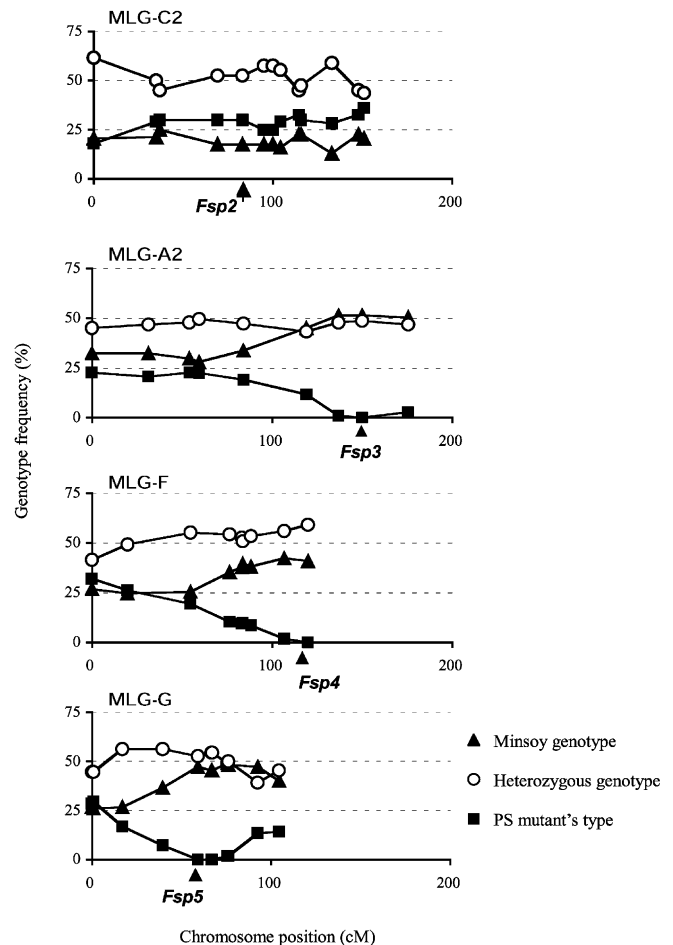 MLG-C2
75
50
25
0
0
100
200
Fsp2
MLG-A2
75
50
25
0
0
100
200
Fsp3
Genotype frequency (%)
MLG-F
75
50
25
0
0
100
200
Fsp4
MLG-G
75
50
25
0
0
100
200
Fsp5
Minsoy genotype
Heterozygous genotype
PS mutant's type
Chromosome position (cM)